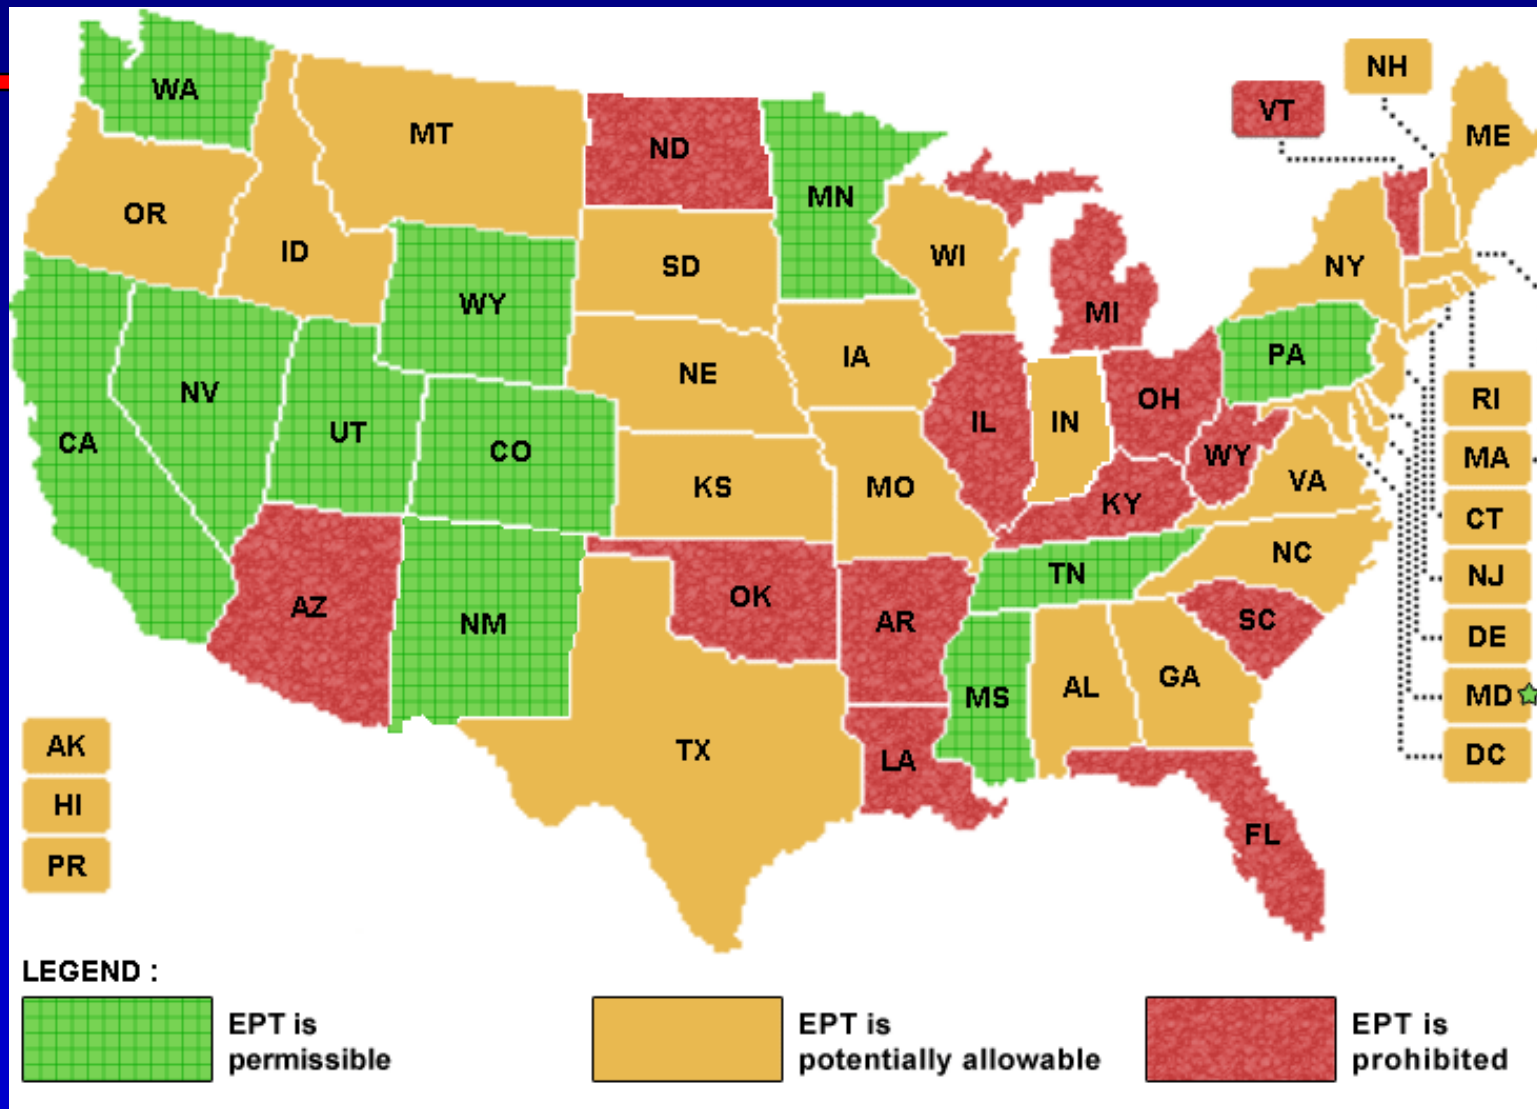 WA
MT
ND
MN
VT
NH
ME
OR
ID
SD
WI
MI
NY
WY
NV
UT
CO
NE
IA
IL
IN
OH
PA
CA
KS
MO
KY
WY
VA
RI
MA
CT
NJ
DE
MD
DC
AZ
NM
OK
AR
TN
NC
SC
MS
AL
GA
TX
LA
FL
AK
HI
PR
LEGEND :
EPT is
permissible
EPT is
potentially allowable
EPT is
prohibited